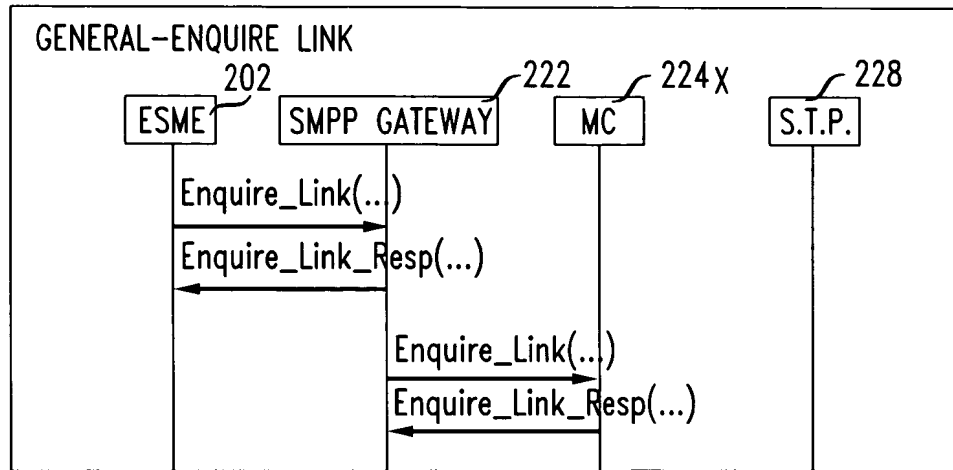 GENERAL-ENQUIRE LINK
202 222 224X 228
ESME SMPP GATEWAY MC S.T.P.
Enquire_Link(...)
Enquire_Link_Resp(...)
Enquire_Link(...)
Enquire_Link_Resp(...)